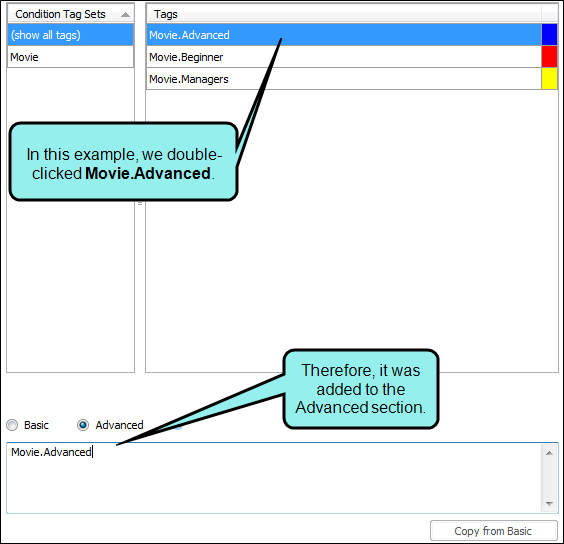 Condition Tag Sets
Tags
(show all tags)
Movie
Movie.Advanced
Movie.Beginner
Movie.Managers
In this example, we double-
clicked Movie.Advanced.
Therefore, it was
added to the
Advanced section.
Basic
Advanced
Movie.Advanced
Copy from Basic